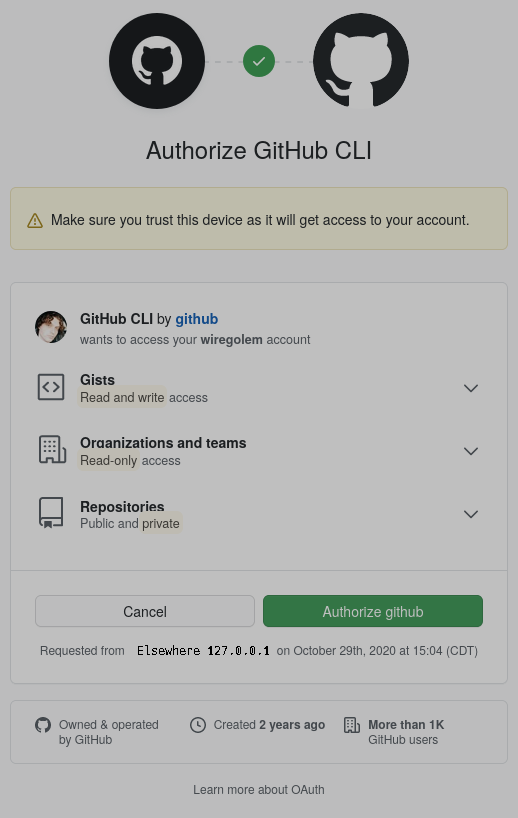 Authorize GitHub CLI
Make sure you trust this device as it will get access to your account.
GitHub CLI by github
wants to access your wiregolem account
Gists
Read and write access
Organizations and teams
Read-only access
Repositories
Public and private
Cancel
Authorize github
Requested from Elsewhere 127.0.0.1 on October 29th, 2020 at 15:04 (CDT)
Owned & operated
by GitHub
Created 2 years ago
More than 1K
GitHub users
Learn more about OAuth